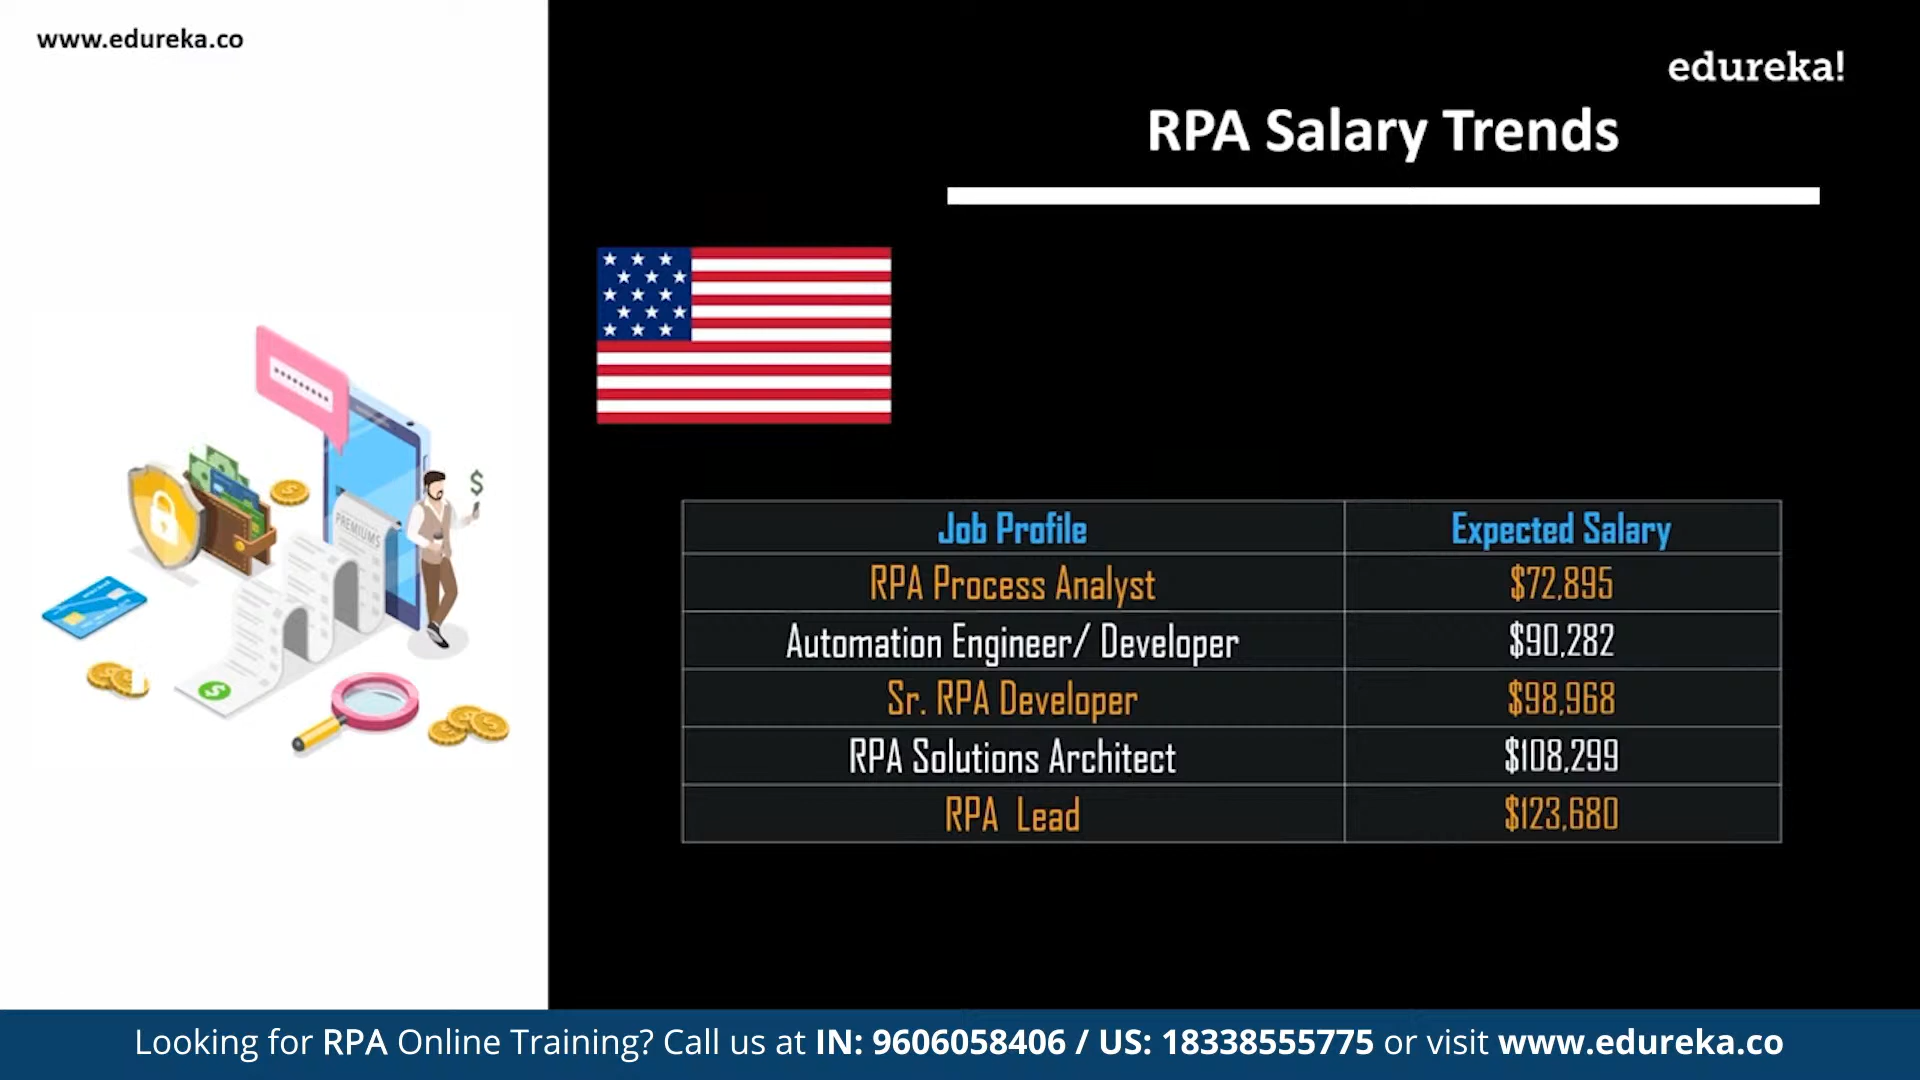 www.edureka.co
edureka!
RPA Salary Trends
PREMIUMS
Job Profile Expected Salary
RPA Process Analyst $72,895
Automation Engineer/ Developer $90,282
Sr. RPA Developer $98,968
RPA Solutions Architect $108,299
RPA Lead $123,680
Looking for RPA Online Training? Call us at IN: 9606058406 / US: 18338555775 or visit www.edureka.co